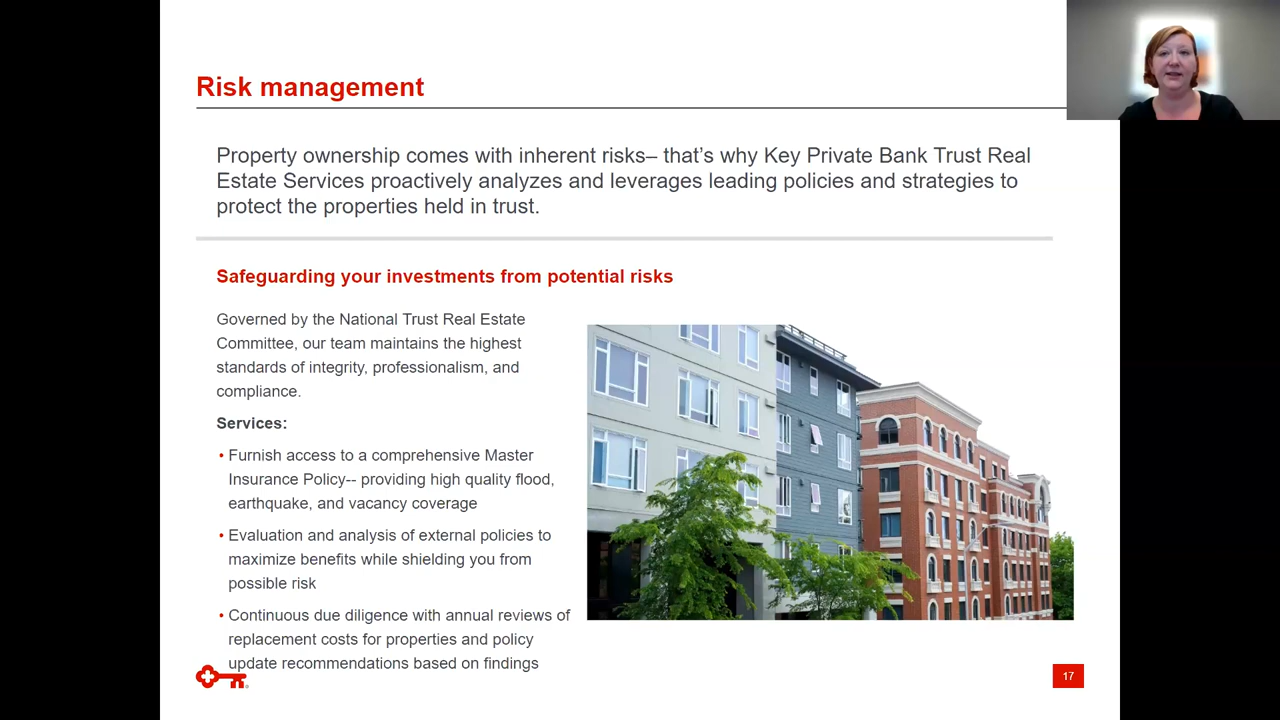 Risk management
Property ownership comes with inherent risks– that’s why Key Private Bank Trust Real
Estate Services proactively analyzes and leverages leading policies and strategies to
protect the properties held in trust.
Safeguarding your investments from potential risks
Governed by the National Trust Real Estate
Committee, our team maintains the highest
standards of integrity, professionalism, and
compliance.
Services:
• Furnish access to a comprehensive Master
Insurance Policy-- providing high quality flood,
earthquake, and vacancy coverage
• Evaluation and analysis of external policies to
maximize benefits while shielding you from
possible risk
• Continuous due diligence with annual reviews of
replacement costs for properties and policy
update recommendations based on findings
17